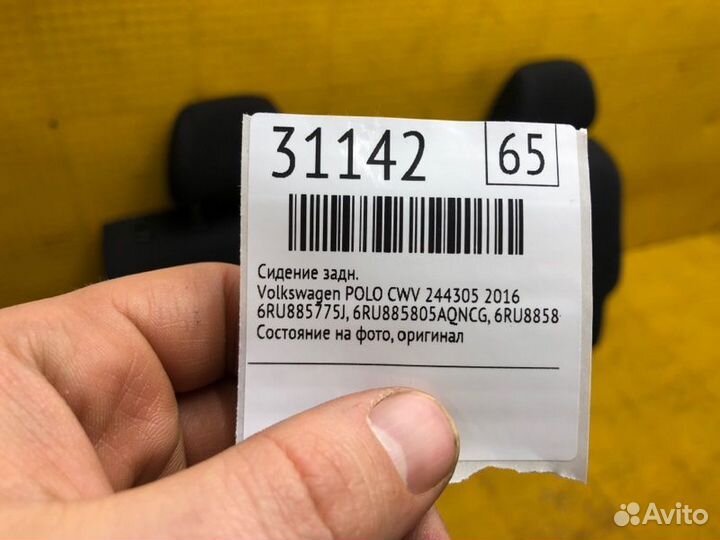 31142
65
Сидение задн.
Volkswagen POLO CWV 244305 2016
6RU885775J, 6RU885805AQNCG, 6RU8858
Состояние на фото, оригинал
Avito